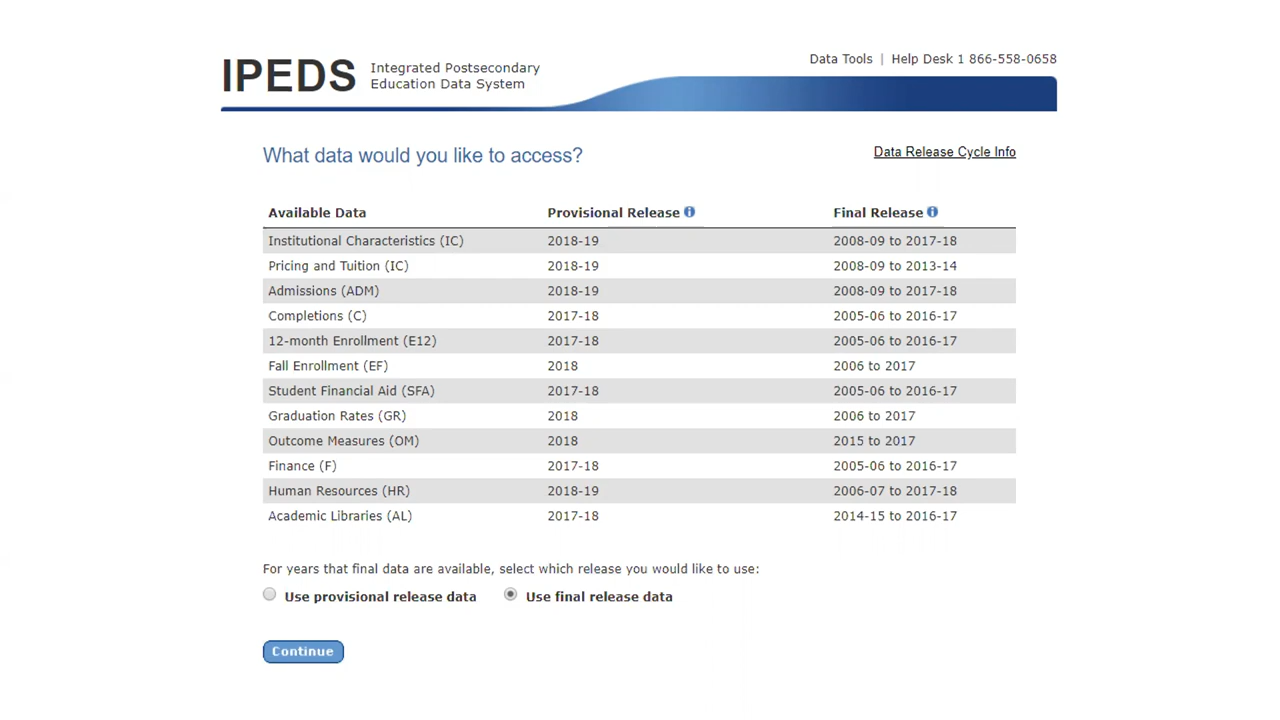 IPEDS Integrated Postsecondary
Education Data System
Data Tools | Help Desk 1 866-558-0658
What data would you like to access?
Data Release Cycle Info
Available Data Provisional Release Final Release
Institutional Characteristics (IC) 2018-19 2008-09 to 2017-18
Pricing and Tuition (IC) 2018-19 2008-09 to 2013-14
Admissions (ADM) 2018-19 2008-09 to 2017-18
Completions (C) 2017-18 2005-06 to 2016-17
12-month Enrollment (E12) 2017-18 2005-06 to 2016-17
Fall Enrollment (EF) 2018 2006 to 2017
Student Financial Aid (SFA) 2017-18 2005-06 to 2016-17
Graduation Rates (GR) 2018 2006 to 2017
Outcome Measures (OM) 2018 2015 to 2017
Finance (F) 2017-18 2005-06 to 2016-17
Human Resources (HR) 2018-19 2006-07 to 2017-18
Academic Libraries (AL) 2017-18 2014-15 to 2016-17
For years that final data are available, select which release you would like to use:
Use provisional release data Use final release data
Continue